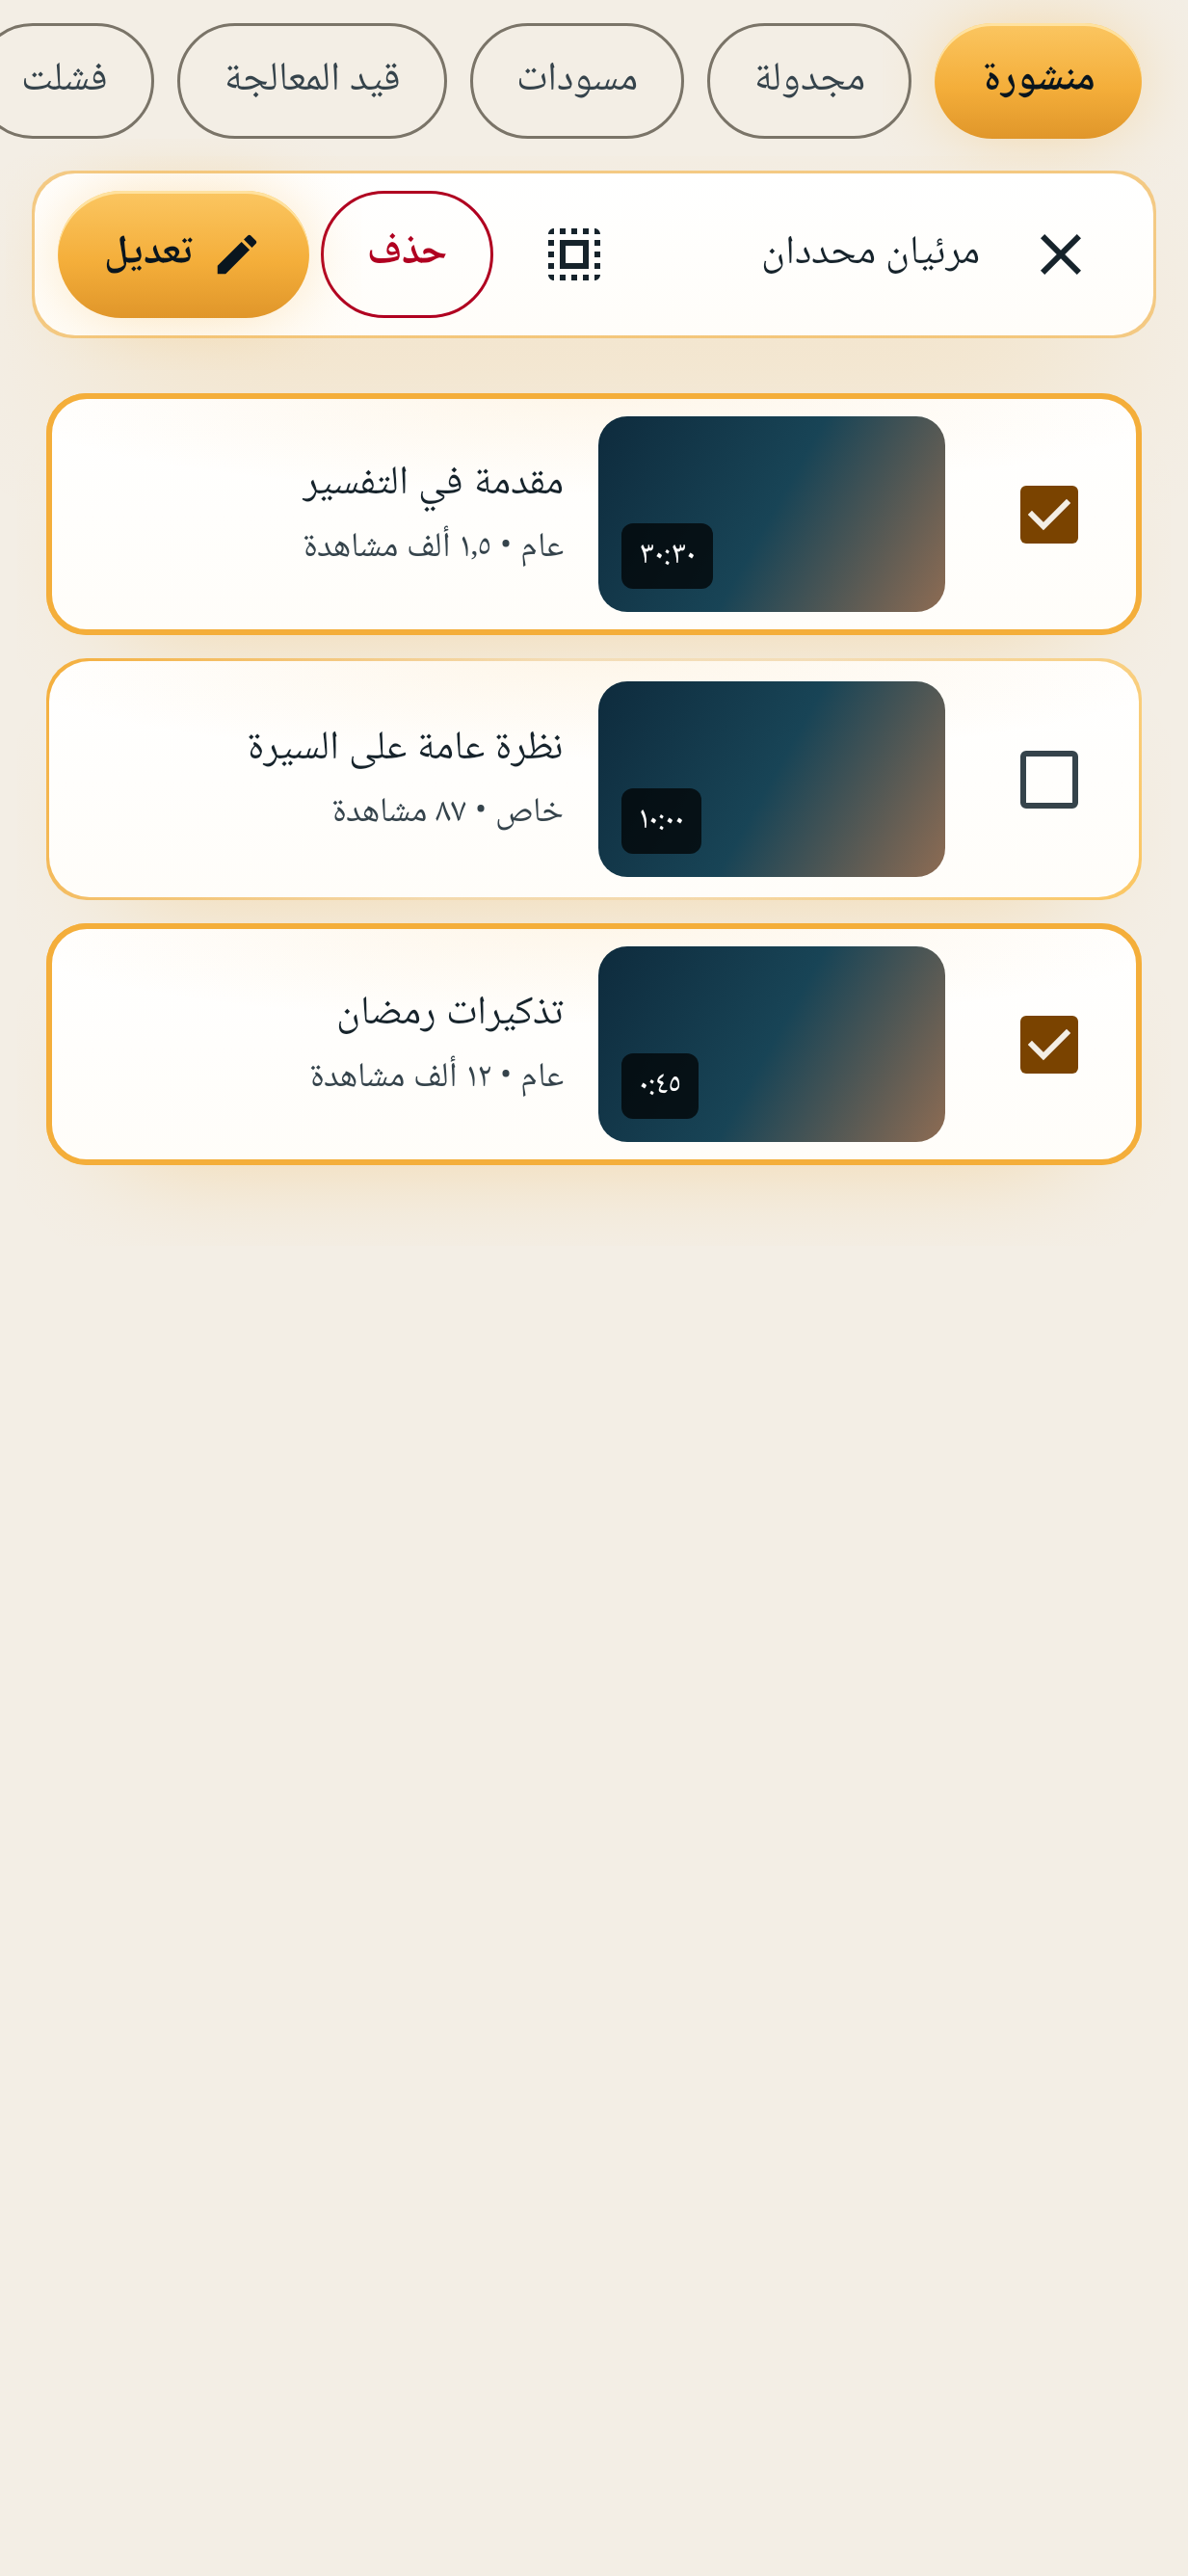 منشورة
مجدولة
مسودات
قيد المعالجة
فشلت
مرئيان محددان
حذف
تعديل
٣٠:٣٠
مقدمة في التفسير
عام • ١,٥ ألف مشاهدة
١٠:٠٠
نظرة عامة على السيرة
خاص • ٨٧ مشاهدة
٠:٤٥
تذكيرات رمضان
عام • ١٢ ألف مشاهدة